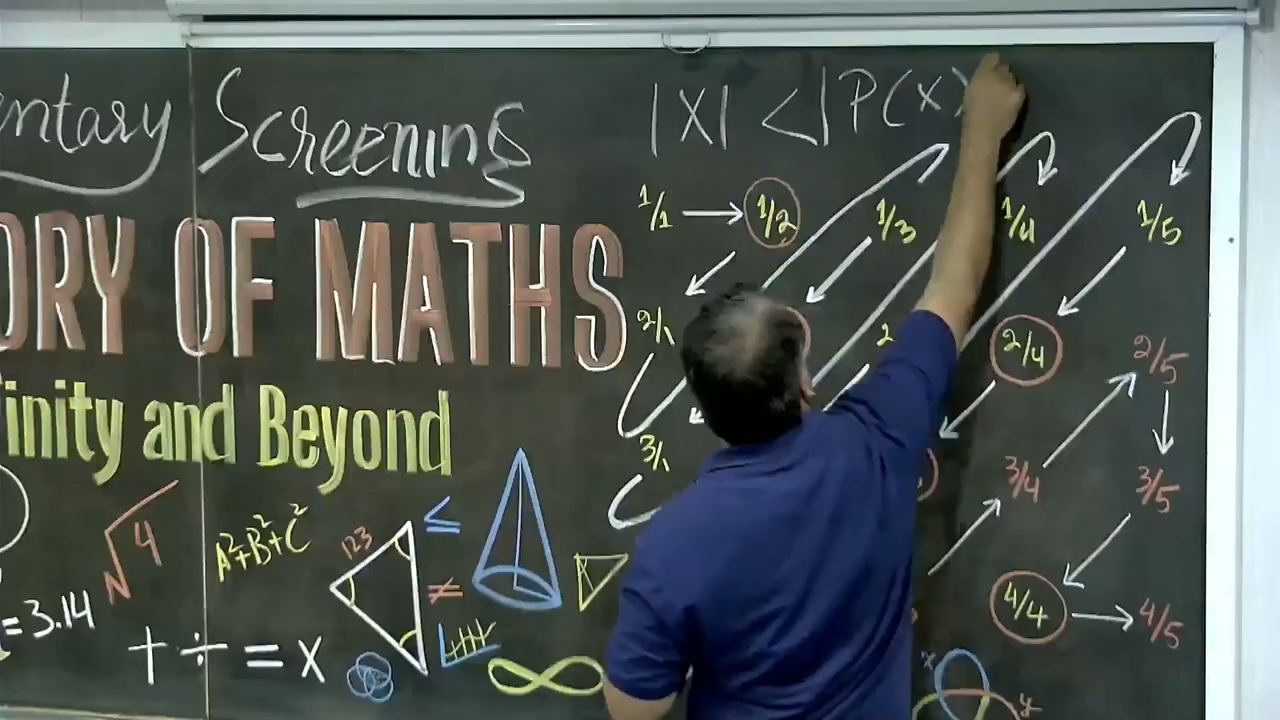 ntary Screening
|X| < |P(X)
ORY OF MATHS
finity and Beyond
1/1 1/2 1/3 1/4 1/5
2/1 2 2/4 2/5
3/1 3/4 3/5
4/4 4/5
√4
A²+B²+C²
123
≤
≠
= 3.14
+ ÷ = x
∞
x
y